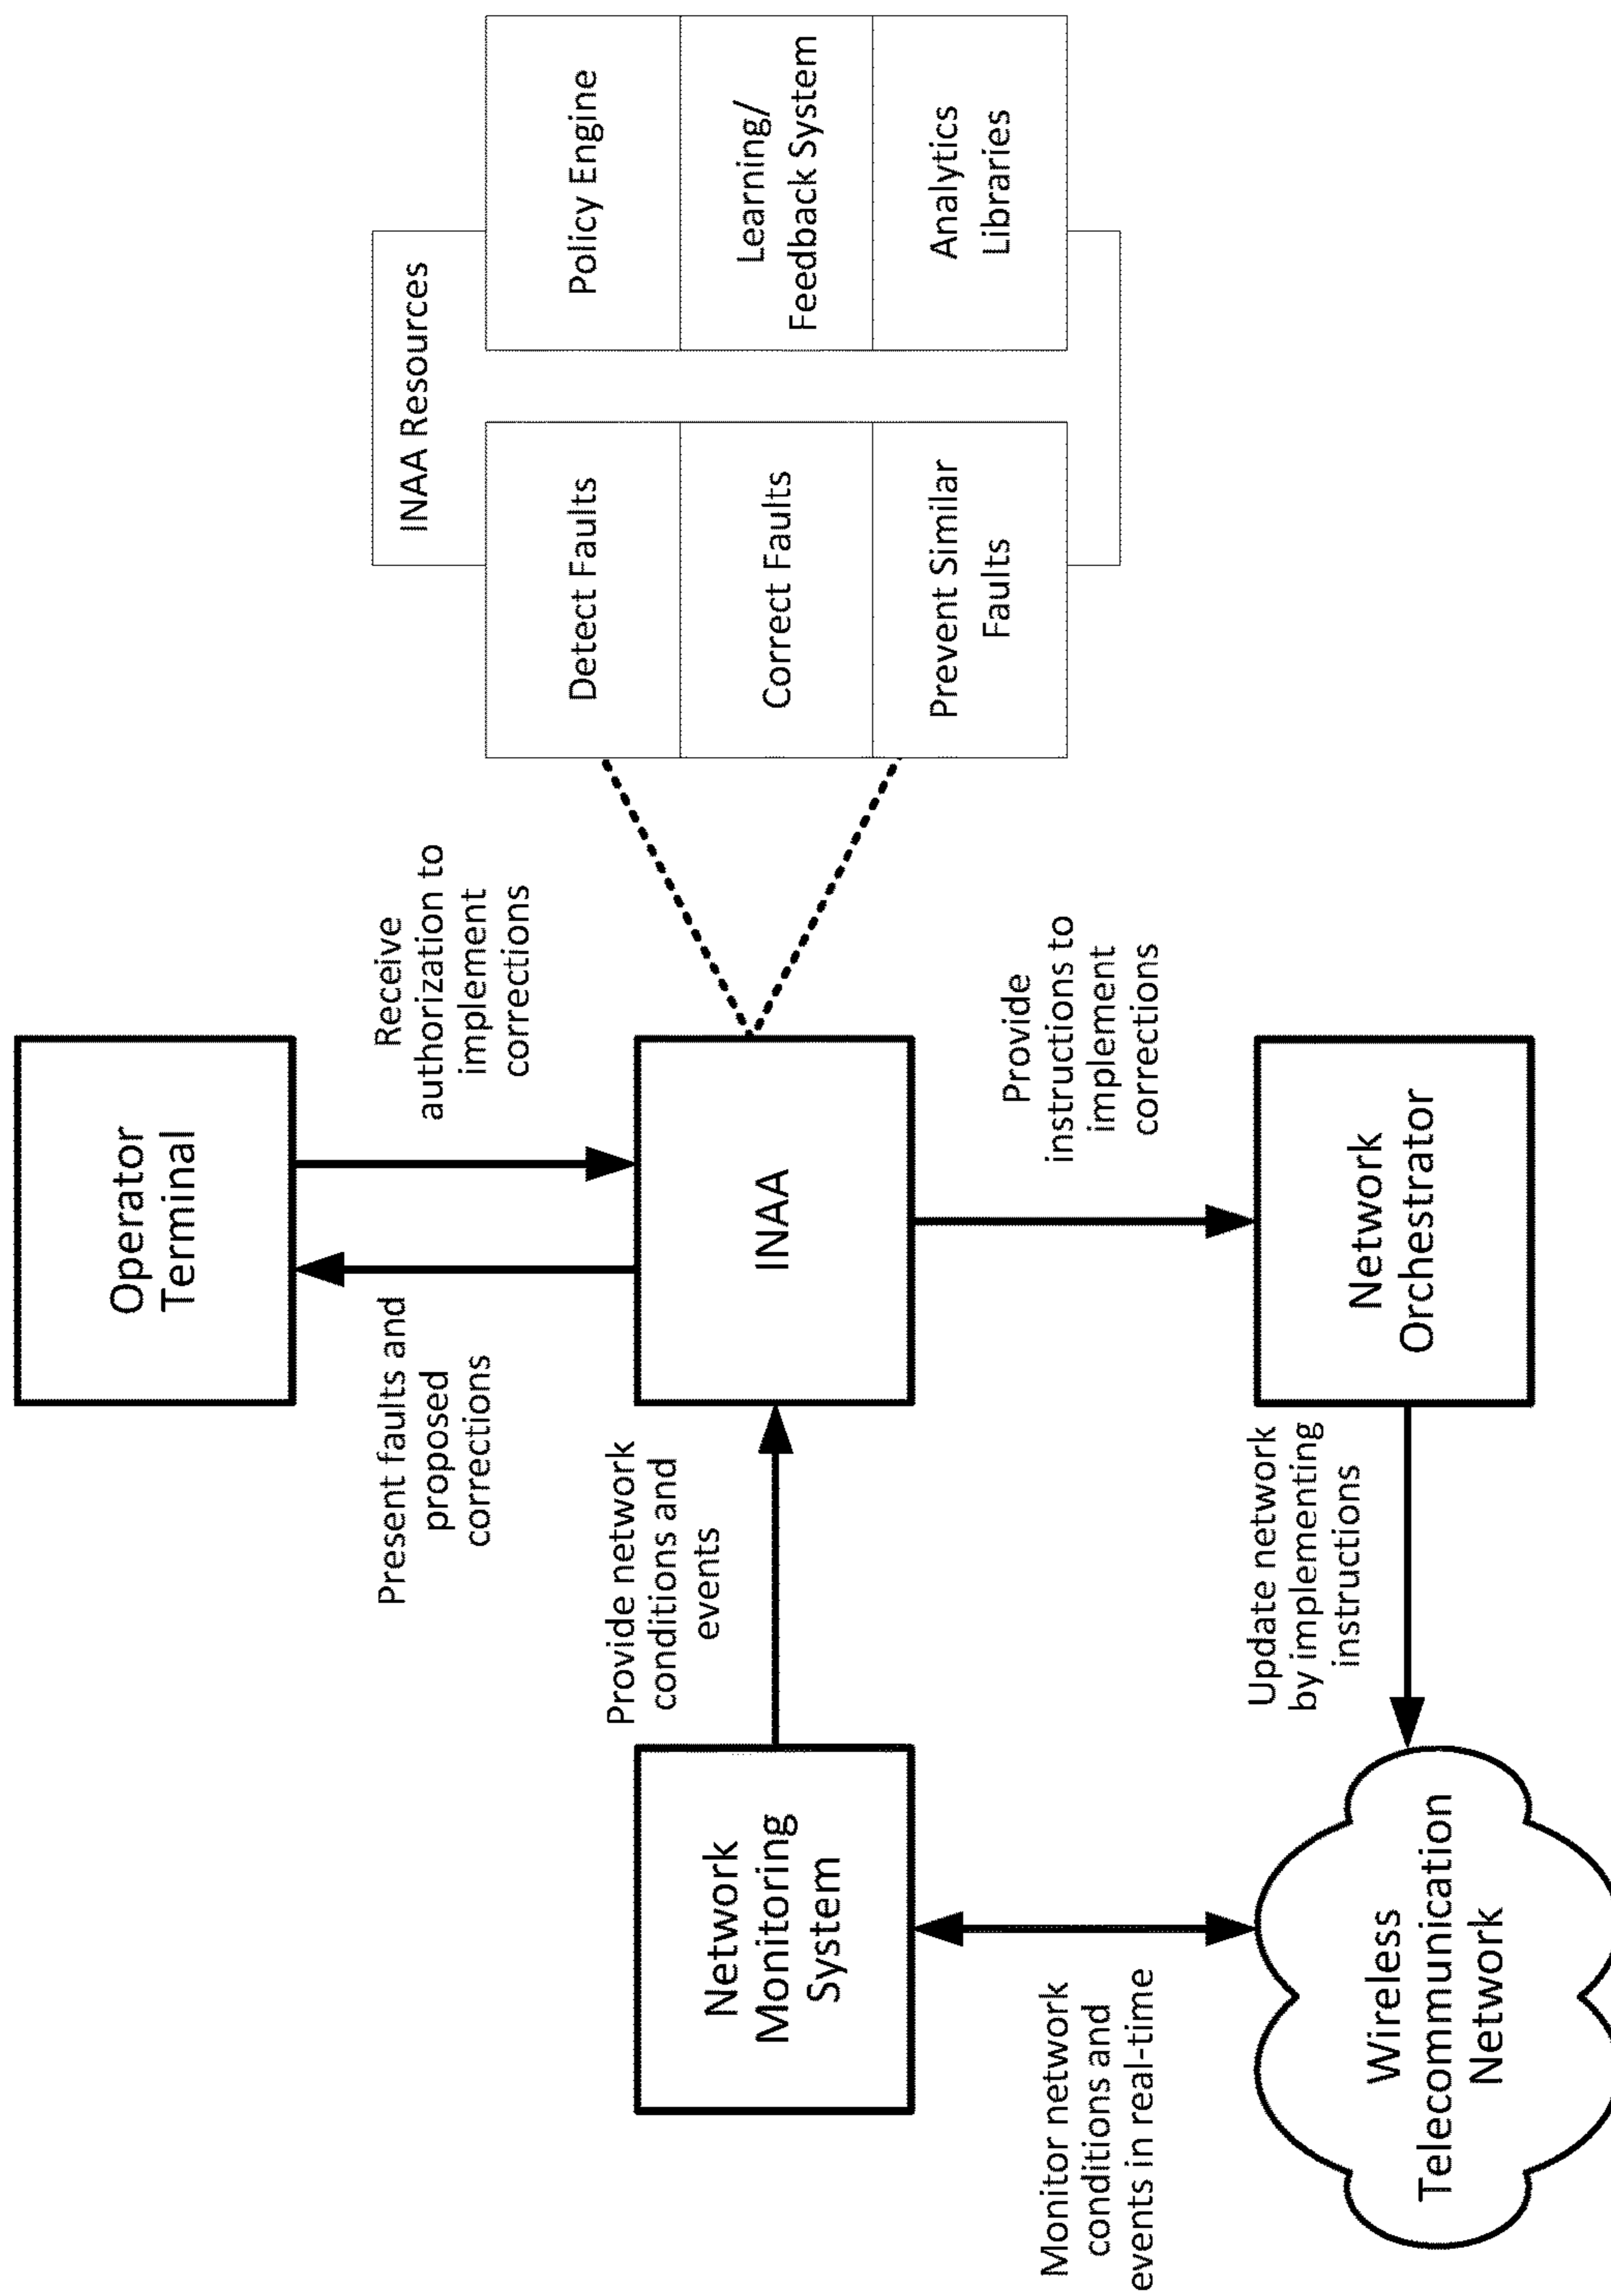 Operator
Terminal
Present faults and
proposed
corrections
Receive
authorization to
implement
corrections
INAA Resources
Detect Faults
Correct Faults
Prevent Similar
Faults
Policy Engine
Learning/
Feedback System
Analytics
Libraries
Network
Monitoring
System
Provide network
conditions and
events
INAA
Monitor network
conditions and
events in real-time
Provide
instructions to
implement
corrections
Wireless
Telecommunication
Network
Update network
by implementing
instructions
Network
Orchestrator